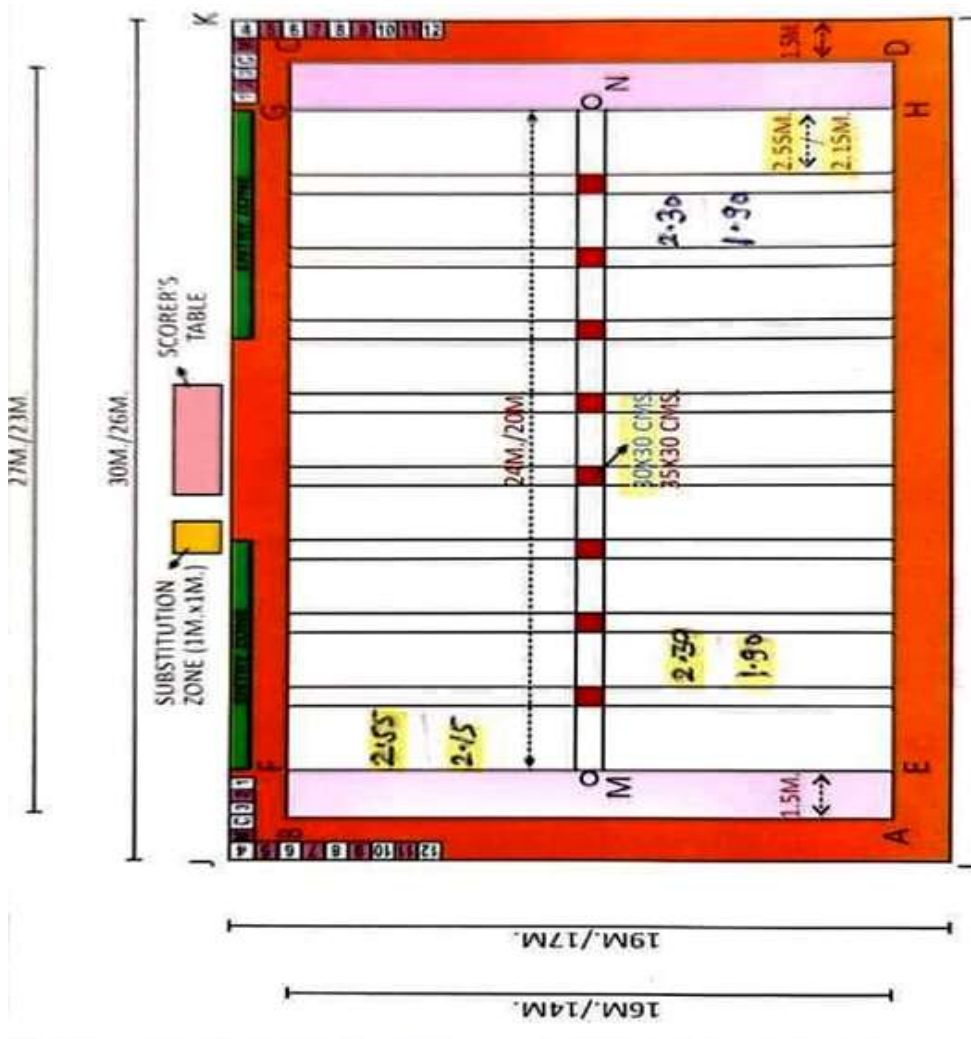 27M./23M.
30M./26M.
SUBSTITUTION
ZONE (1M.x1M.)
SCORER'S
TABLE
J
K
4
5
6
7
8
9
10
11
12
4
5
6
7
8
9
10
11
12
B
F
G
C
ENTRY ZONE
2.55
2.15
24M./20M
30X30 CMS.
35X30 CMS.
M
N
2.30
1.90
2.30
1.90
2.55M.
2.15M.
1.5M.
1.5M.
A
E
H
D
19M./17M.
16M./14M.